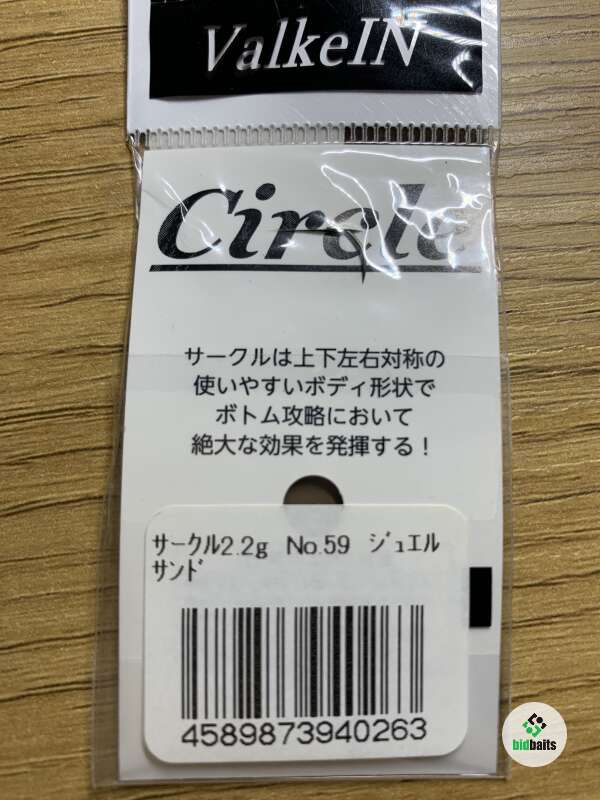 ValkeIN
Circle
サークルは上下左右対称の
使いやすいボディ形状で
ボトム攻略において
絶大な効果を発揮する！
サークル2.2g No.59 ジュエル
サンド
4589873940263
bidbaits